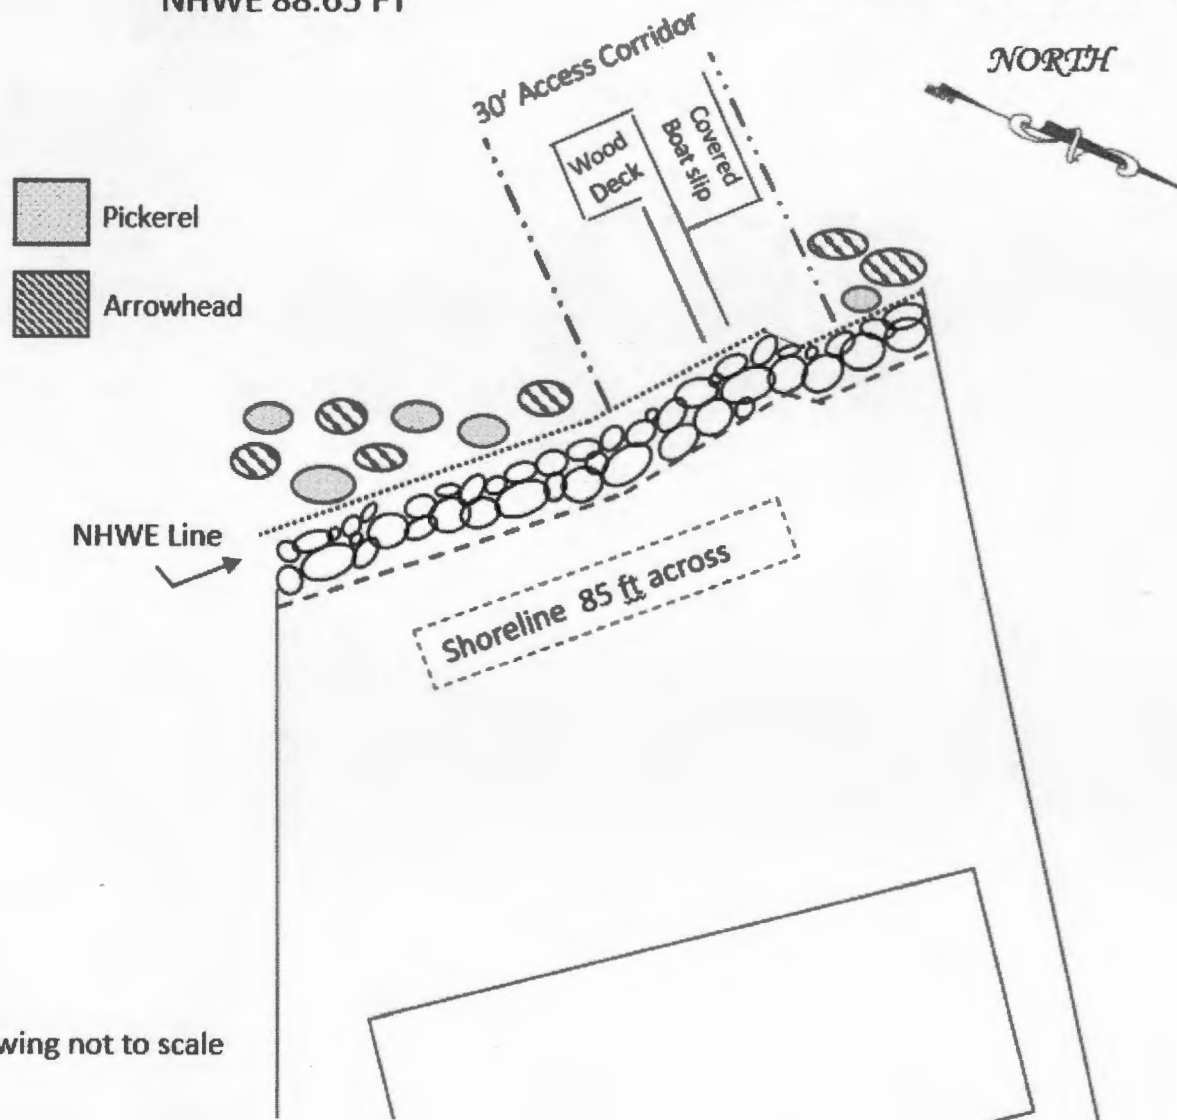 NHWE 88.65 FT
30' Access Corridor
NORTH
Wood
Deck
Covered
Boat slip
Pickerel
Arrowhead
NHWE Line
Shoreline 85 ft across
wing not to scale